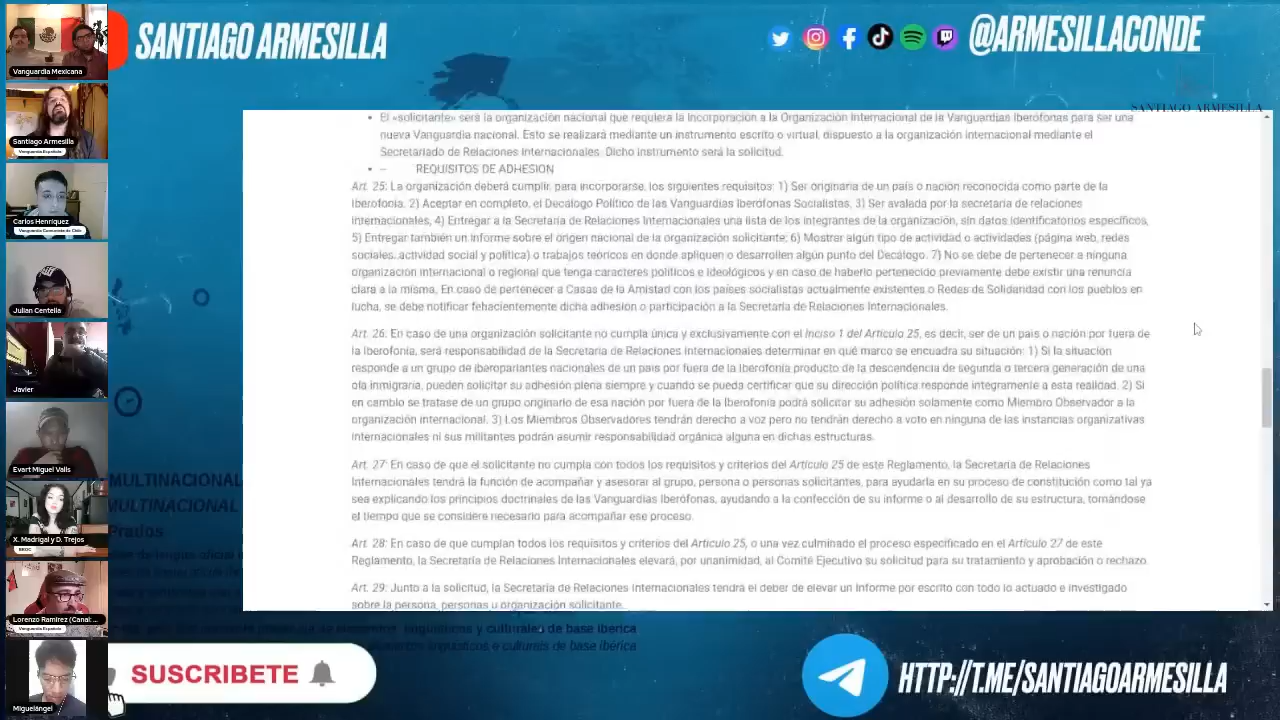 SANTIAGO ARMESILLA
@ARMESILLACONDE
SANTIAGO ARMESILLA
Vanguardia Mexicana
Santiago Armesilla
Vanguardia Española
Carlos Henriquez
Vanguardia Comunista de Chile
Julian Centella
Javier
Evart Miguel Valls
X. Madrigal y D. Trejos
Lorenzo Ramirez (Canal: ...
Vanguardia Española
Miguelángel
• El «solicitante» será la organización nacional que requiera la incorporación a la Organización Internacional de la Vanguardias Iberófonas para ser una
nueva Vanguardia nacional. Esto se realizará mediante un instrumento escrito o virtual, dispuesto a la organización internacional mediante el
Secretariado de Relaciones Internacionales. Dicho instrumento será la solicitud.
• – REQUISITOS DE ADHESIÓN
Art. 25: La organización deberá cumplir, para incorporarse, los siguientes requisitos: 1) Ser originaria de un país o nación reconocida como parte de la
Iberofonía. 2) Aceptar en completo, el Decálogo Político de las Vanguardias Iberófonas Socialistas, 3) Ser avalada por la secretaria de relaciones
internacionales, 4) Entregar a la Secretaría de Relaciones Internacionales una lista de los integrantes de la organización, sin datos identificatorios específicos,
5) Entregar también un informe sobre el origen nacional de la organización solicitante; 6) Mostrar algún tipo de actividad o actividades (página web, redes
sociales, actividad social y política) o trabajos teóricos en donde apliquen o desarrollen algún punto del Decálogo. 7) No se debe de pertenecer a ninguna
organización internacional o regional que tenga caracteres políticos e ideológicos y en caso de haberlo pertenecido previamente debe existir una renuncia
clara a la misma. En caso de pertenecer a Casas de la Amistad con los países socialistas actualmente existentes o Redes de Solidaridad con los pueblos en
lucha, se debe notificar fehacientemente dicha adhesión o participación a la Secretaria de Relaciones Internacionales.
Art. 26: En caso de una organización solicitante no cumpla única y exclusivamente con el Inciso 1 del Artículo 25, es decir, ser de un país o nación por fuera de
la Iberofonía, será responsabilidad de la Secretaria de Relaciones Internacionales determinar en qué marco se encuadra su situación: 1) Si la situación
responde a un grupo de iberoparlantes nacionales de un país por fuera de la Iberofonía producto de la descendencia de segunda o tercera generación de una
ola inmigraria, pueden solicitar su adhesión plena siempre y cuando se pueda certificar que su dirección política responde íntegramente a esta realidad. 2) Si
en cambio se tratase de un grupo originario de esa nación por fuera de la Iberofonía podrá solicitar su adhesión solamente como Miembro Observador a la
organización internacional. 3) Los Miembros Observadores tendrán derecho a voz pero no tendrán derecho a voto en ninguna de las instancias organizativas
internacionales ni sus militantes podrán asumir responsabilidad orgánica alguna en dichas estructuras.
Art. 27: En caso de que el solicitante no cumpla con todos los requisitos y criterios del Artículo 25 de este Reglamento, la Secretaria de Relaciones
Internacionales tendrá la función de acompañar y asesorar al grupo, persona o personas solicitantes, para ayudarla en su proceso de constitución como tal ya
sea explicando los principios doctrinales de las Vanguardias Iberófonas, ayudando a la confección de su informe o al desarrollo de su estructura, tomándose
el tiempo que se considere necesario para acompañar ese proceso.
Art. 28: En caso de que cumplan todos los requisitos y criterios del Artículo 25, o una vez culminado el proceso especificado en el Artículo 27 de este
Reglamento, la Secretaria de Relaciones Internacionales elevará, por unanimidad, al Comité Ejecutivo su solicitud para su tratamiento y aprobación o rechazo.
Art. 29: Junto a la solicitud, la Secretaria de Relaciones Internacionales tendrá el deber de elevar un Informe por escrito con todo lo actuado e investigado
sobre la persona, personas u organización solicitante.
MULTINACIONAL
MULTINACIONAL
Prados
de lengua oficial
lingüísticas y culturales de base ibérica
lingüísticos e culturais de base ibérica
SUSCRIBETE
HTTP://T.ME/SANTIAGOARMESILLA